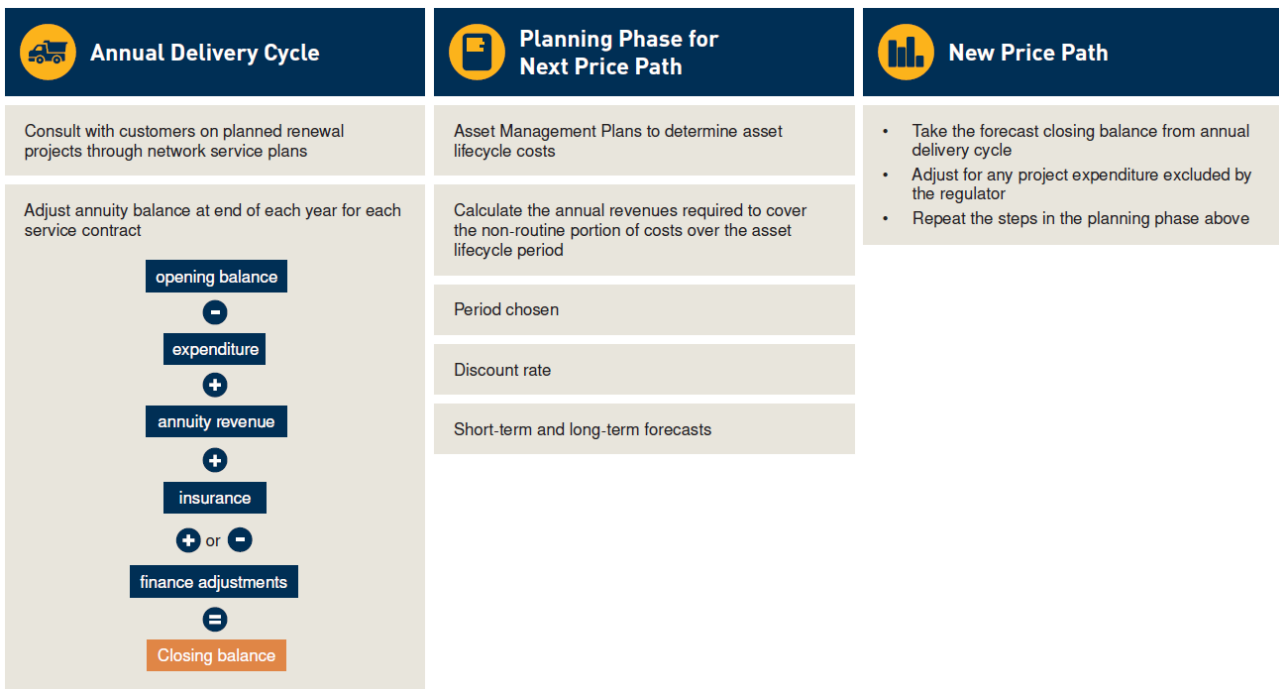 Annual Delivery Cycle
Consult with customers on planned renewal
projects through network service plans
Adjust annuity balance at end of each year for each
service contract
opening balance
-
expenditure
+
annuity revenue
+
insurance
+ or -
finance adjustments
=
Closing balance
Planning Phase for
Next Price Path
Asset Management Plans to determine asset
lifecycle costs
Calculate the annual revenues required to cover
the non-routine portion of costs over the asset
lifecycle period
Period chosen
Discount rate
Short-term and long-term forecasts
New Price Path
• Take the forecast closing balance from annual
delivery cycle
• Adjust for any project expenditure excluded by
the regulator
• Repeat the steps in the planning phase above